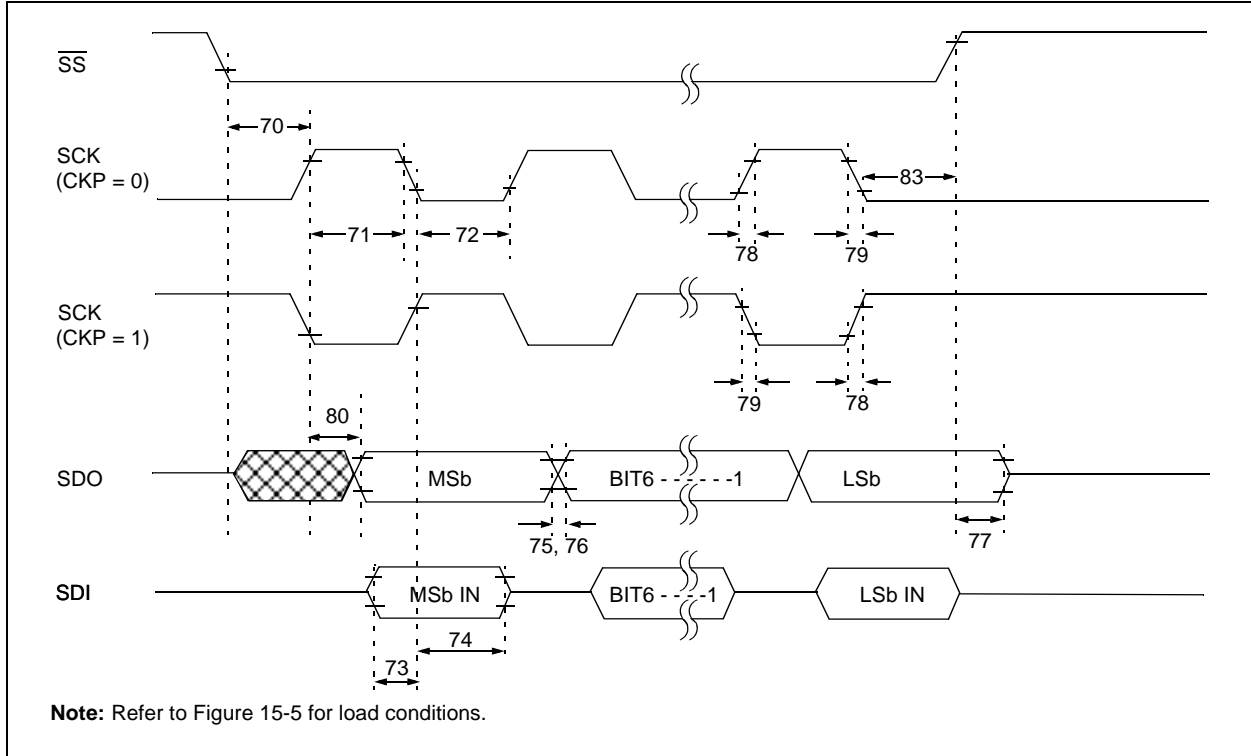 SS
70
SCK
(CKP = 0)
83
71
72
78
79
SCK
(CKP = 1)
79
78
80
SDO
MSb
BIT6 - - - - - -1
LSb
75, 76
77
SDI
MSb IN
BIT6 - - - -1
LSb IN
74
73
Note: Refer to Figure 15-5 for load conditions.